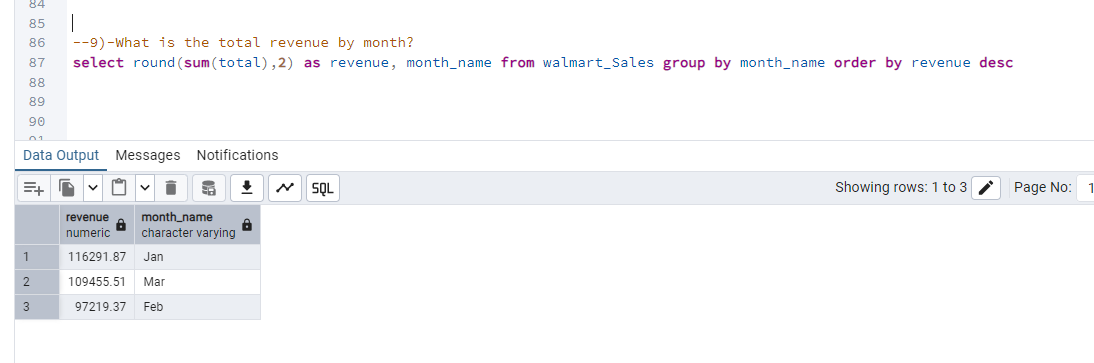 84
85
86 --9)-What is the total revenue by month?
87 select round(sum(total),2) as revenue, month_name from walmart_Sales group by month_name order by revenue desc
88
89
90
91
Data Output Messages Notifications
SQL Showing rows: 1 to 3 Page No: 1
revenue month_name
numeric character varying
1 116291.87 Jan
2 109455.51 Mar
3 97219.37 Feb